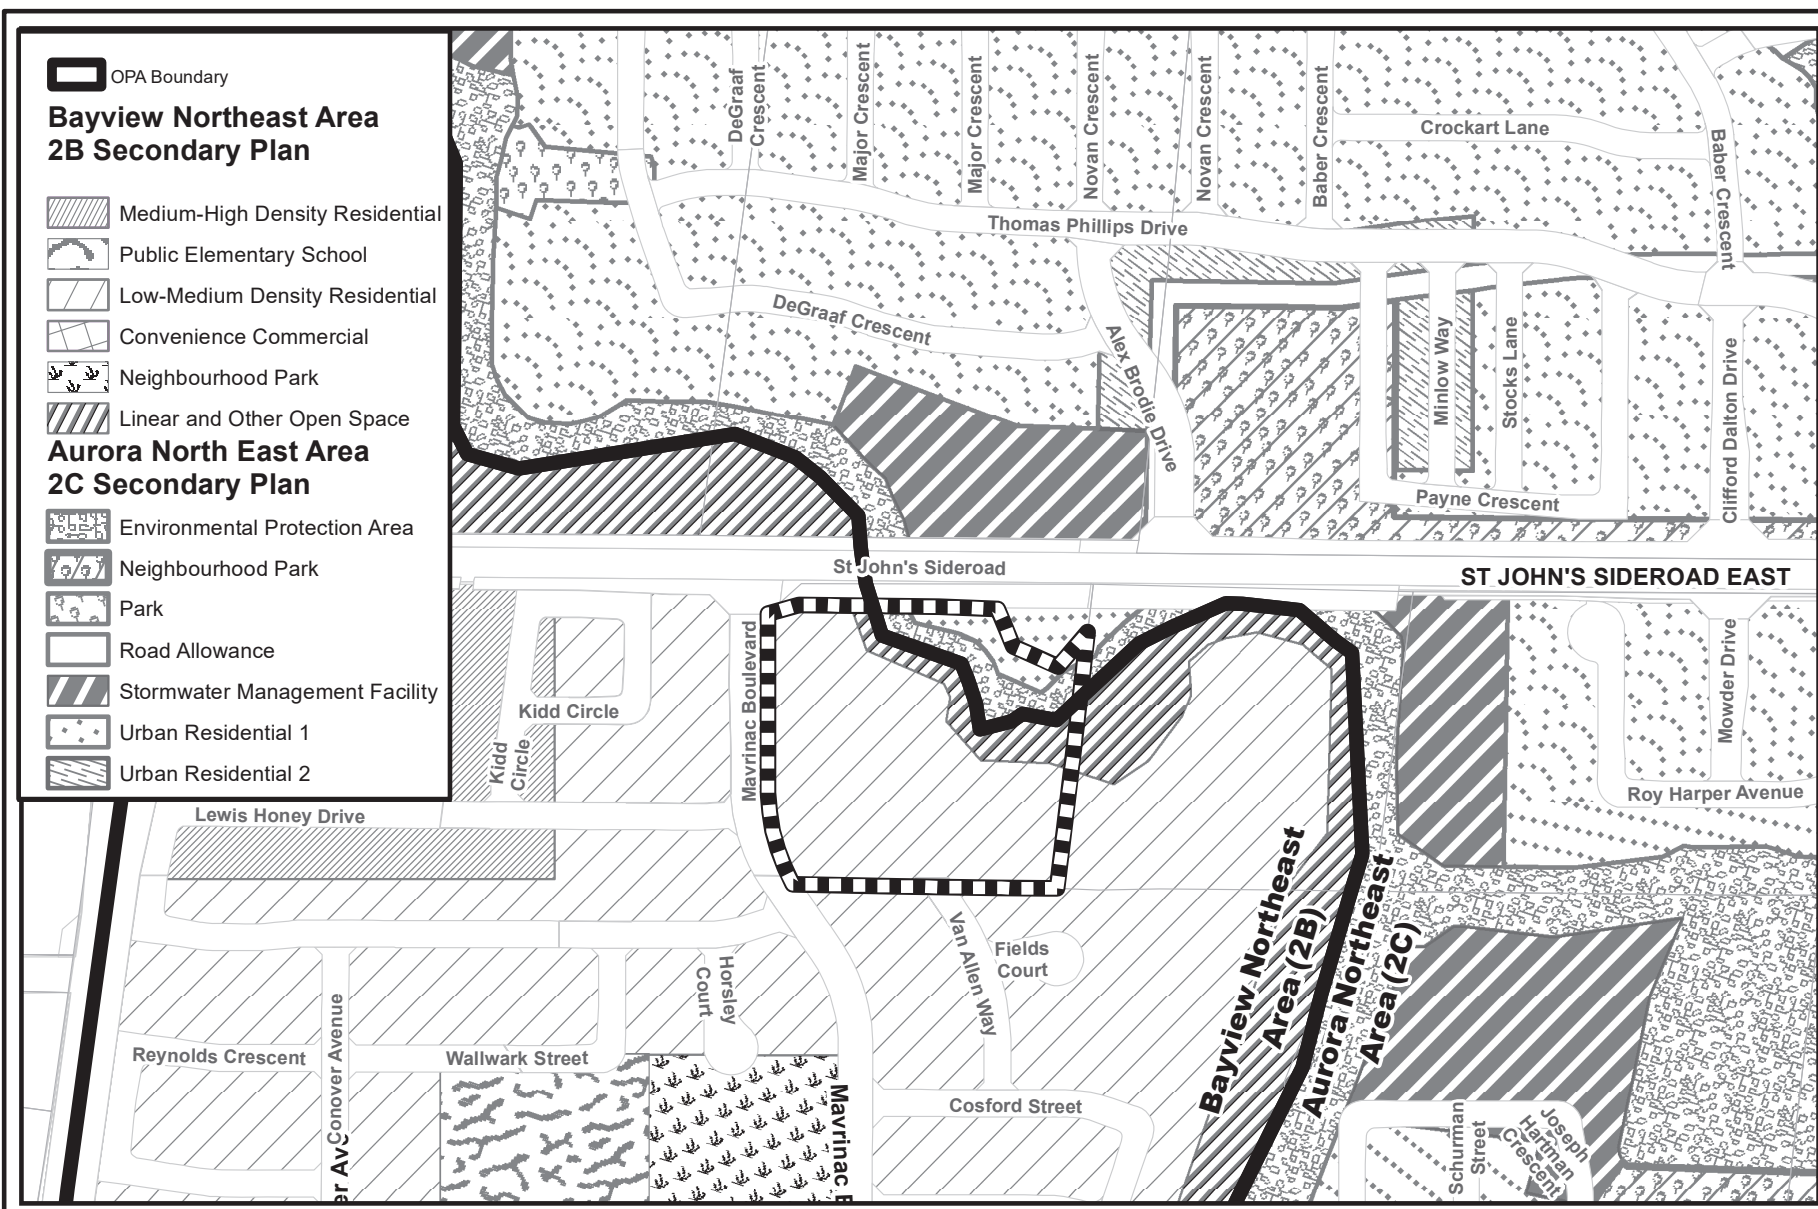 OPA Boundary
Bayview Northeast Area
2B Secondary Plan
Medium-High Density Residential
Public Elementary School
Low-Medium Density Residential
Convenience Commercial
Neighbourhood Park
Linear and Other Open Space
Aurora North East Area
2C Secondary Plan
Environmental Protection Area
Neighbourhood Park
Park
Road Allowance
Stormwater Management Facility
Urban Residential 1
Urban Residential 2
DeGraaf
Crescent
Major Crescent
Major Crescent
Novan Crescent
Novan Crescent
Baber Crescent
Crockart Lane
Baber Crescent
Thomas Phillips Drive
DeGraaf Crescent
Alex Brodie Drive
Minlow Way
Stocks Lane
Clifford Dalton Drive
Payne Crescent
St John's Sideroad
ST JOHN'S SIDEROAD EAST
Mavrinac Boulevard
Kidd Circle
Kidd
Circle
Mowder Drive
Roy Harper Avenue
Lewis Honey Drive
Bayview Northeast
Area (2B)
Aurora Northeast
Area (2C)
Van Allen Way
Fields
Court
Horsley
Court
Conover Avenue
Reynolds Crescent
Wallwark Street
Cosford Street
er Ave
Mavrinac B
Schurman
Street
Joseph
Hartman
Crescent